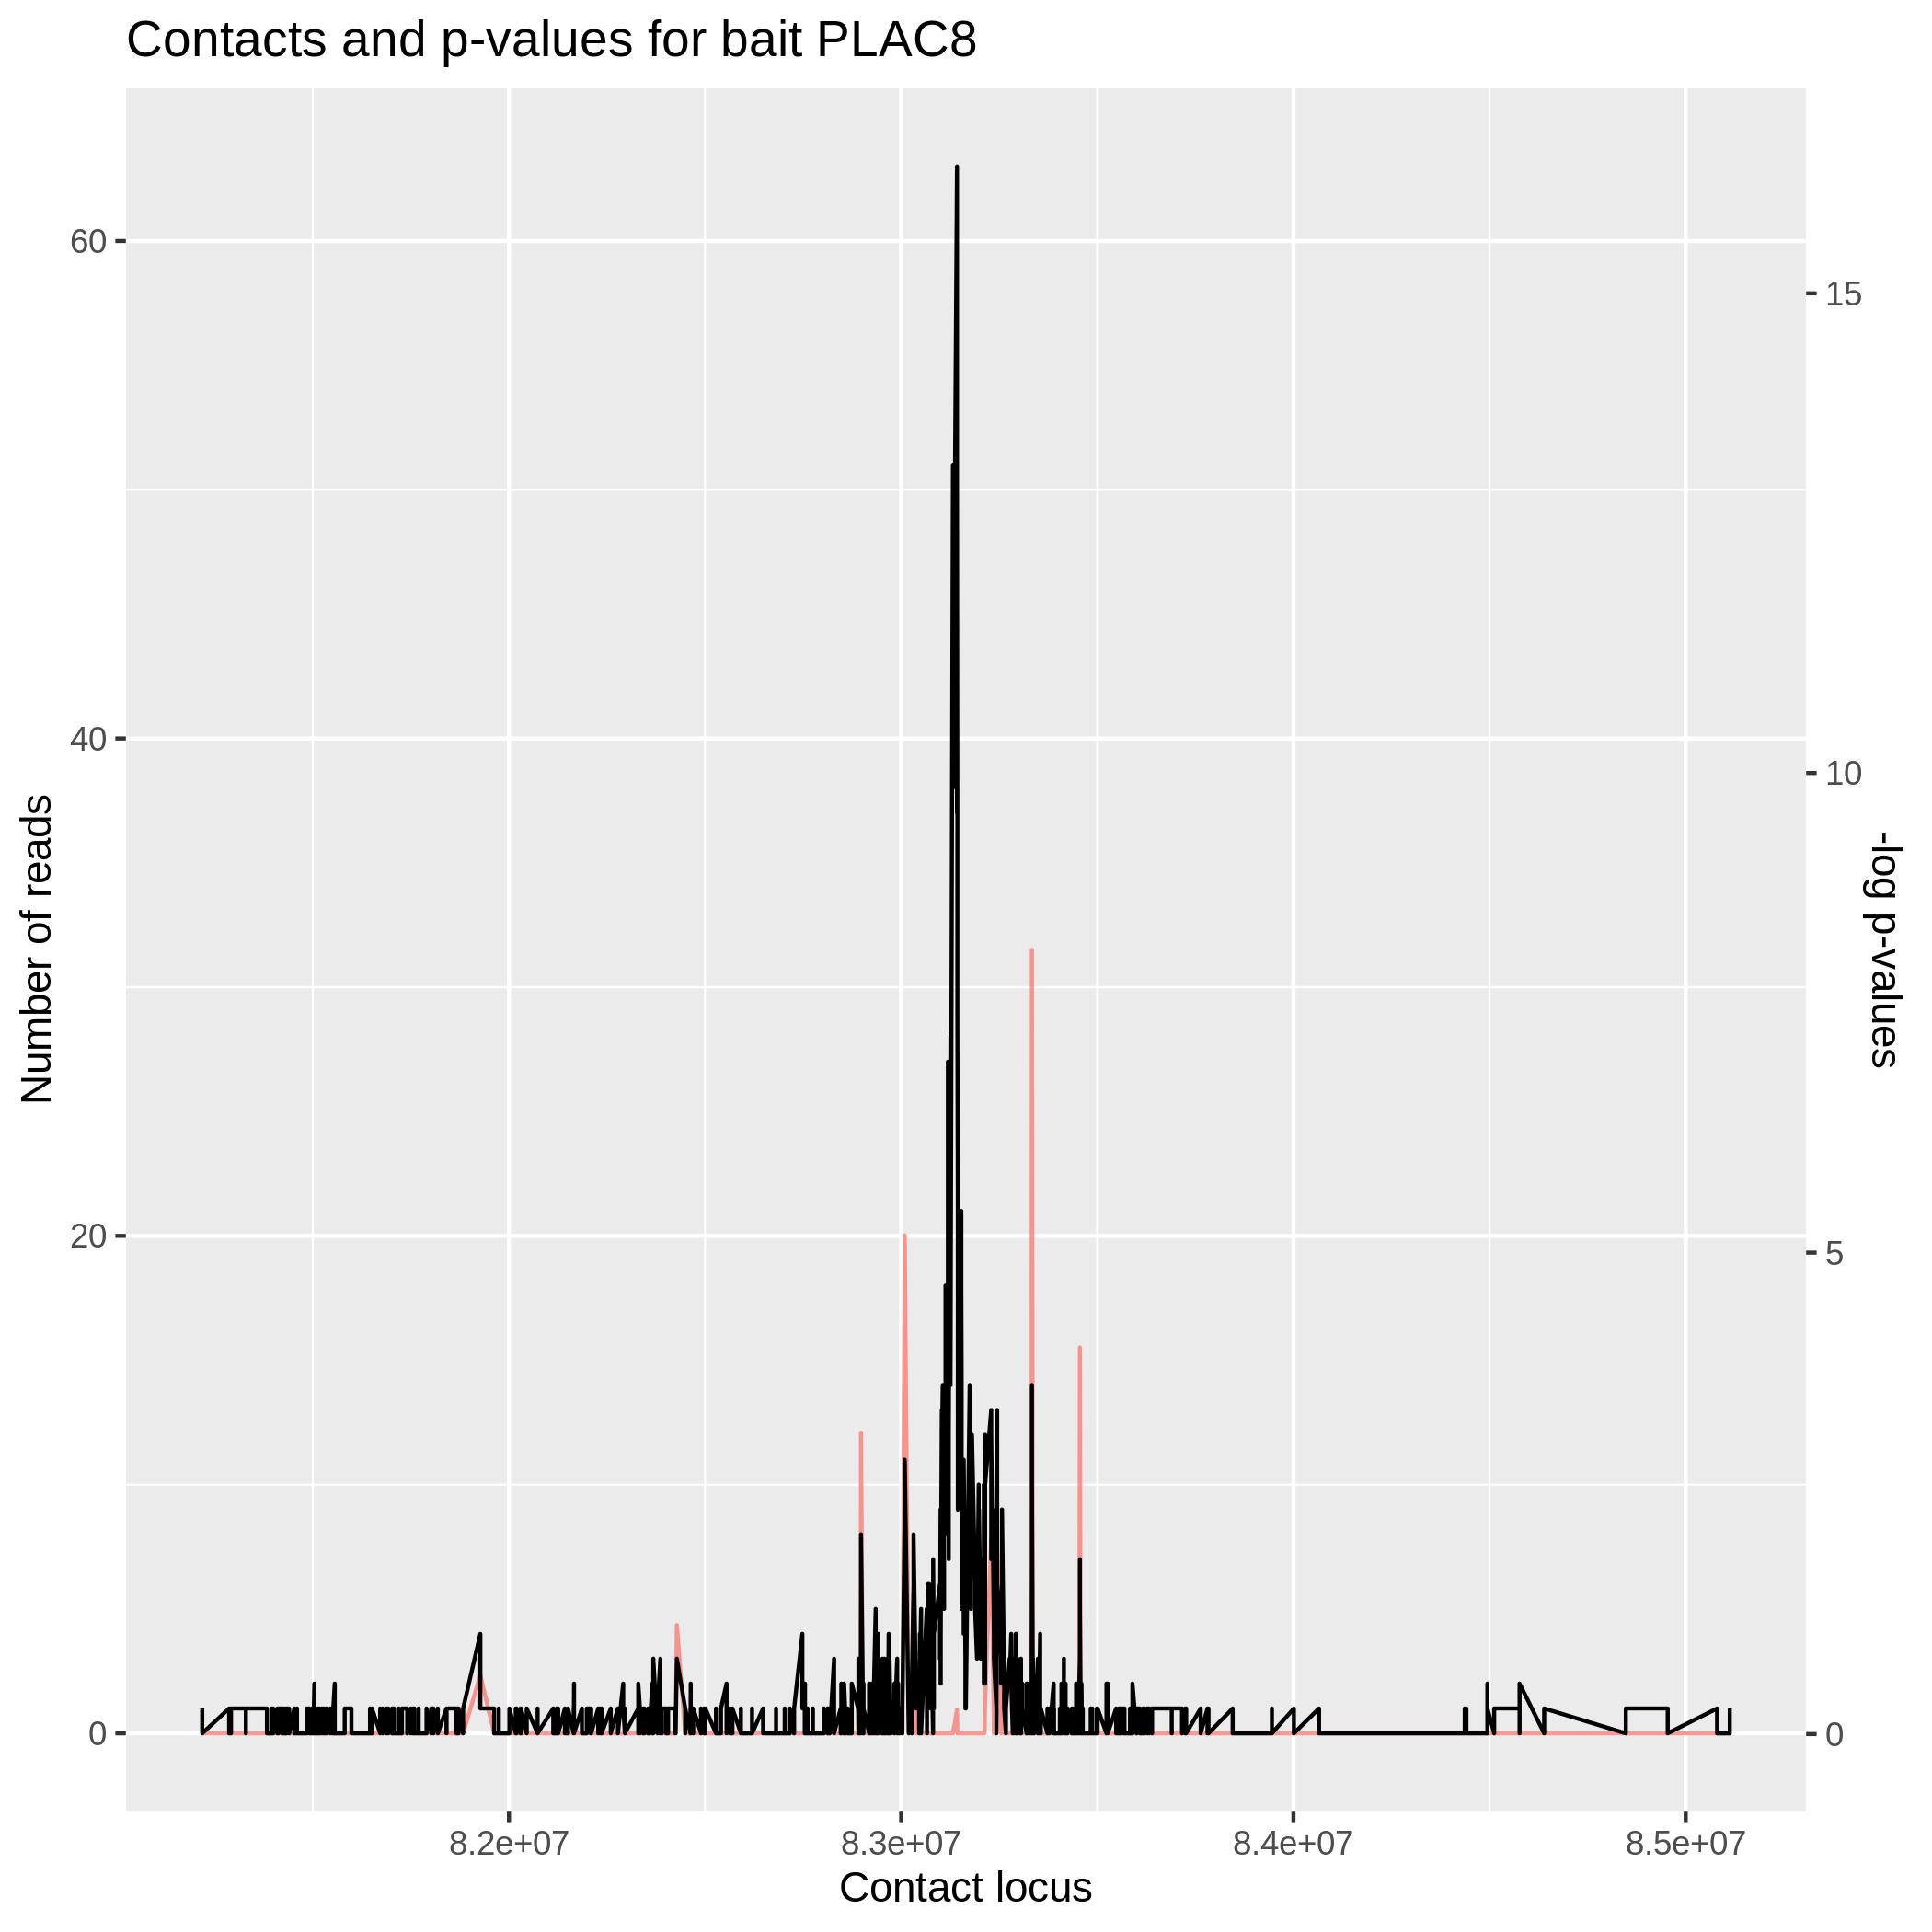 Contacts and p-values for bait PLAC8
60
40
20
0
Number of reads
15
10
5
0
-log p-values
8.2e+07
8.3e+07
8.4e+07
8.5e+07
Contact locus